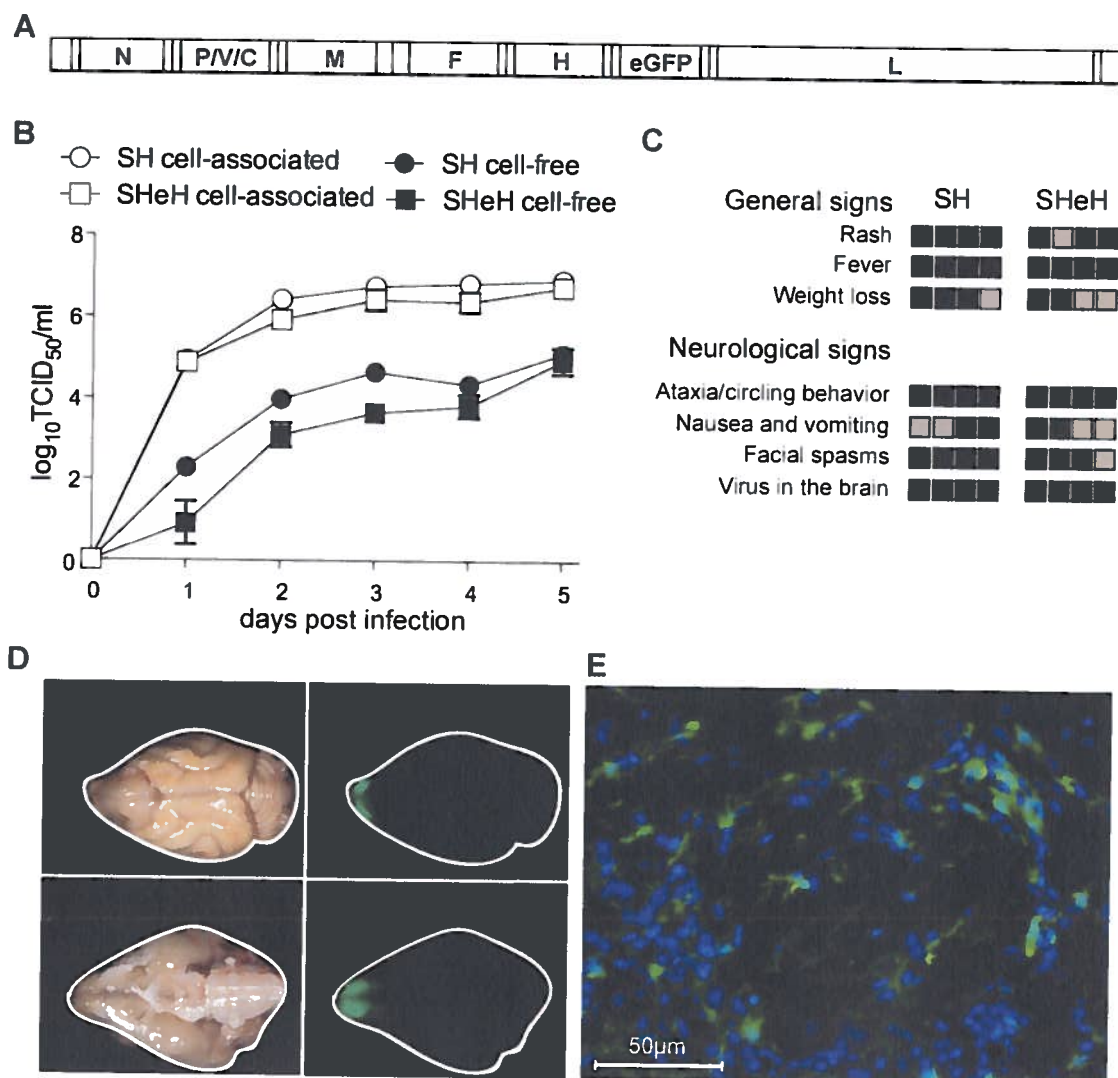 A
N P/V/C M F H eGFP L
B
SH cell-associated SH cell-free
SHeH cell-associated SHeH cell-free
8
6
4
2
0
log10TCID50/ml
0 1 2 3 4 5
days post infection
C
General signs SH SHeH
Rash
Fever
Weight loss
Neurological signs
Ataxia/circling behavior
Nausea and vomiting
Facial spasms
Virus in the brain
D
E
50µm